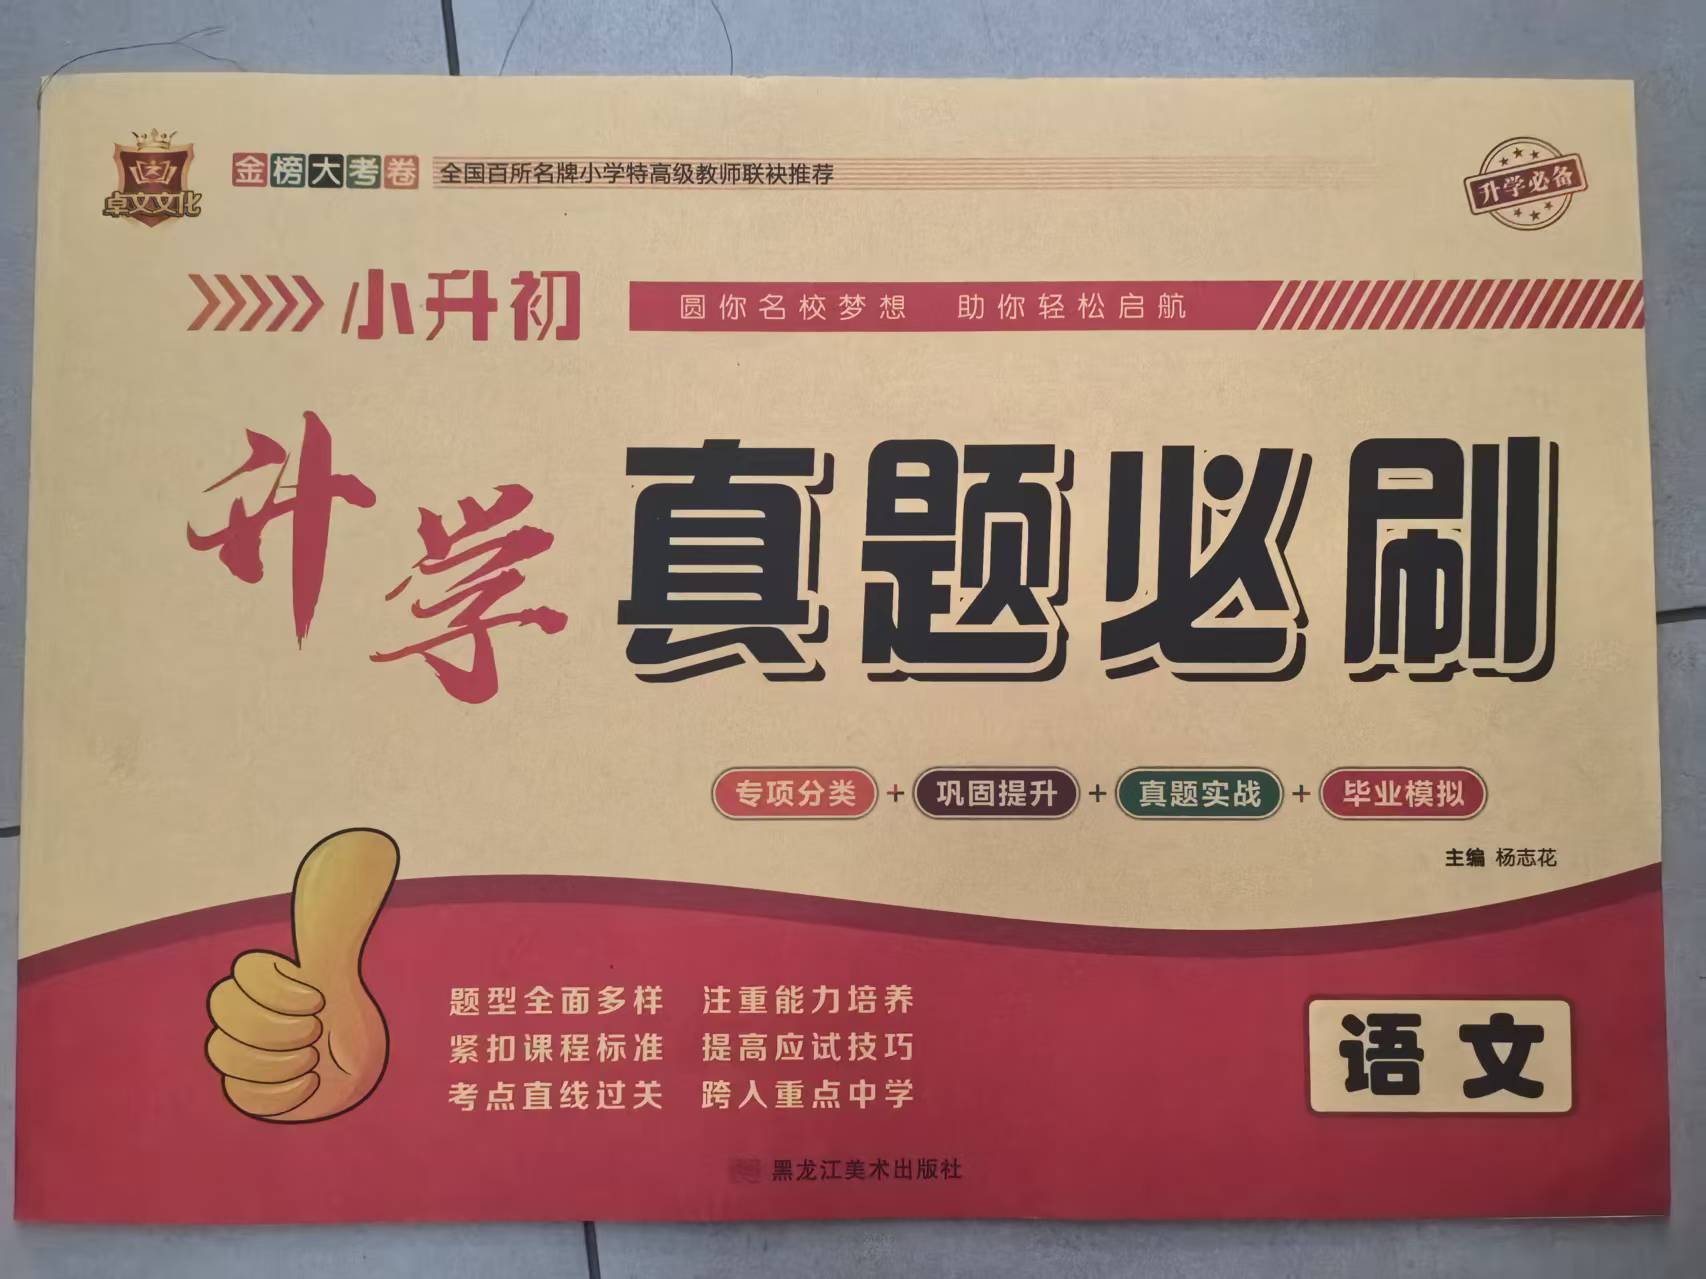 卓文文化
金榜大考卷 全国百所名牌小学特高级教师联袂推荐
升学必备
小升初 圆你名校梦想 助你轻松启航
升学 真题必刷
专项分类 + 巩固提升 + 真题实战 + 毕业模拟
主编 杨志花
题型全面多样 注重能力培养
紧扣课程标准 提高应试技巧
考点直线过关 跨入重点中学
语文
黑龙江美术出版社